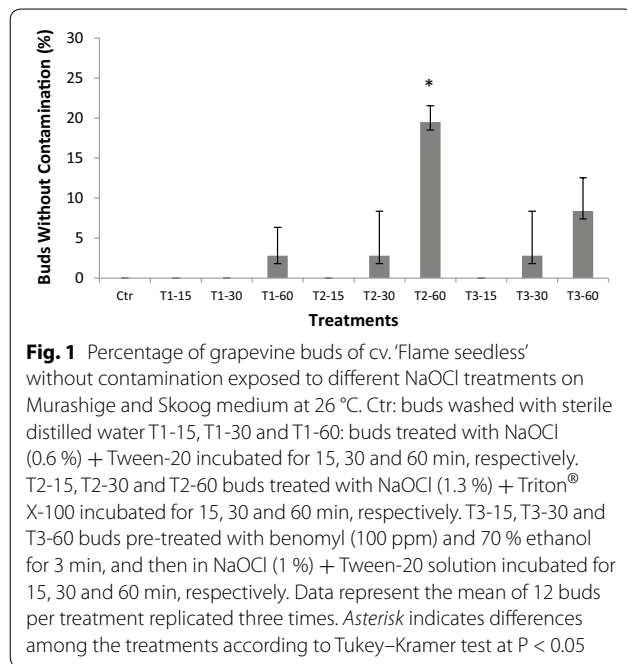 Buds Without Contamination (%)
30
25
20
15
10
5
0
*
Ctr T1-15 T1-30 T1-60 T2-15 T2-30 T2-60 T3-15 T3-30 T3-60
Treatments
Fig. 1 Percentage of grapevine buds of cv. ‘Flame seedless’
without contamination exposed to different NaOCl treatments on
Murashige and Skoog medium at 26 °C. Ctr: buds washed with sterile
distilled water T1-15, T1-30 and T1-60: buds treated with NaOCl
(0.6 %) + Tween-20 incubated for 15, 30 and 60 min, respectively.
T2-15, T2-30 and T2-60 buds treated with NaOCl (1.3 %) + Triton®
X-100 incubated for 15, 30 and 60 min, respectively. T3-15, T3-30 and
T3-60 buds pre-treated with benomyl (100 ppm) and 70 % ethanol
for 3 min, and then in NaOCl (1 %) + Tween-20 solution incubated for
15, 30 and 60 min, respectively. Data represent the mean of 12 buds
per treatment replicated three times. Asterisk indicates differences
among the treatments according to Tukey–Kramer test at P < 0.05